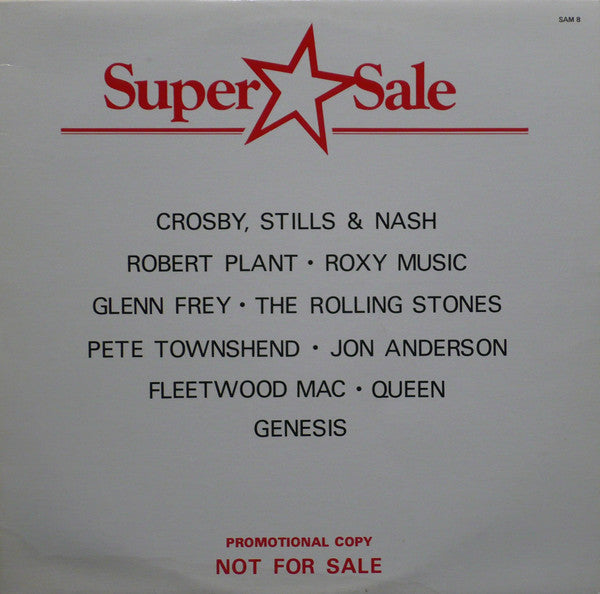 SAM 8
Super Sale
CROSBY, STILLS & NASH
ROBERT PLANT • ROXY MUSIC
GLENN FREY • THE ROLLING STONES
PETE TOWNSHEND • JON ANDERSON
FLEETWOOD MAC • QUEEN
GENESIS
PROMOTIONAL COPY
NOT FOR SALE